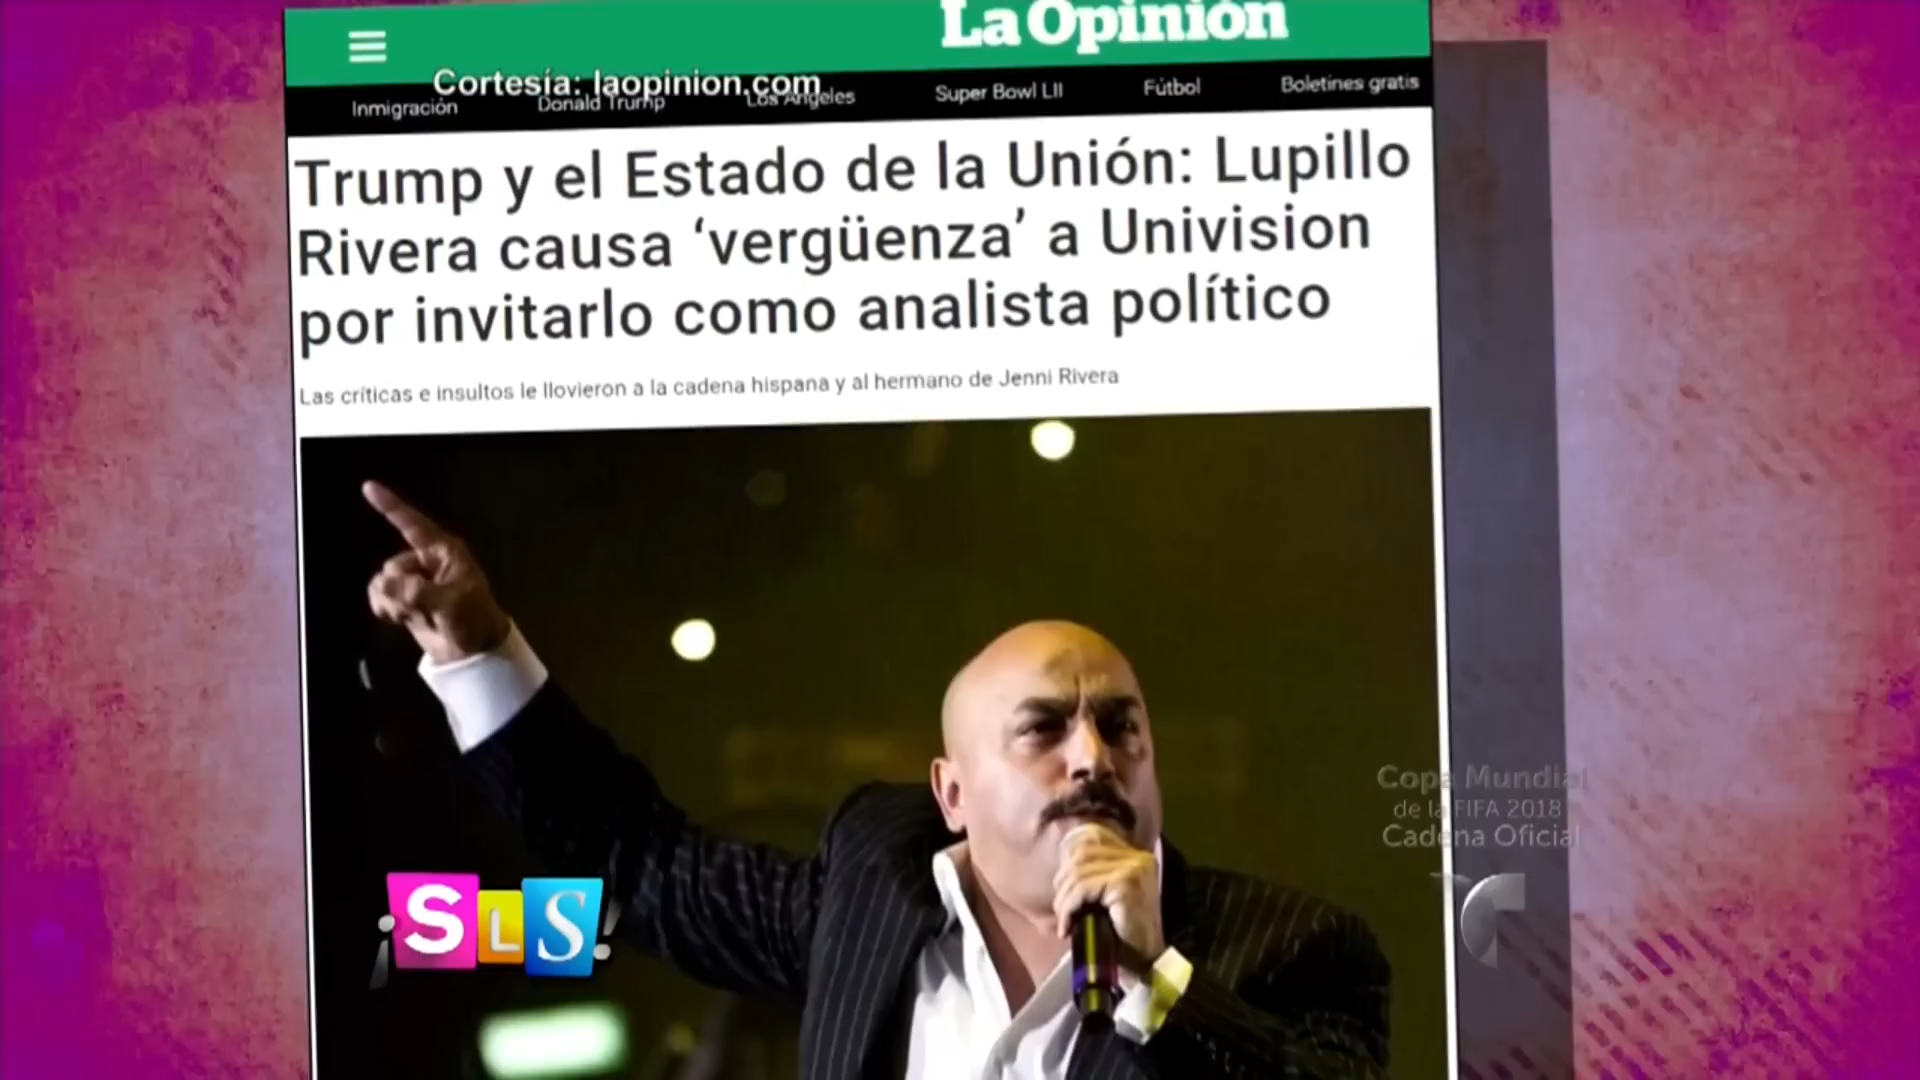 La Opinión
Cortesía: laopinion.com
Inmigración Donald Trump Los Angeles Super Bowl LII Fútbol Boletines gratis
Trump y el Estado de la Unión: Lupillo
Rivera causa ‘vergüenza’ a Univision
por invitarlo como analista político
Las críticas e insultos le llovieron a la cadena hispana y al hermano de Jenni Rivera
Copa Mundial
de la FIFA 2018
Cadena Oficial
¡SLS!